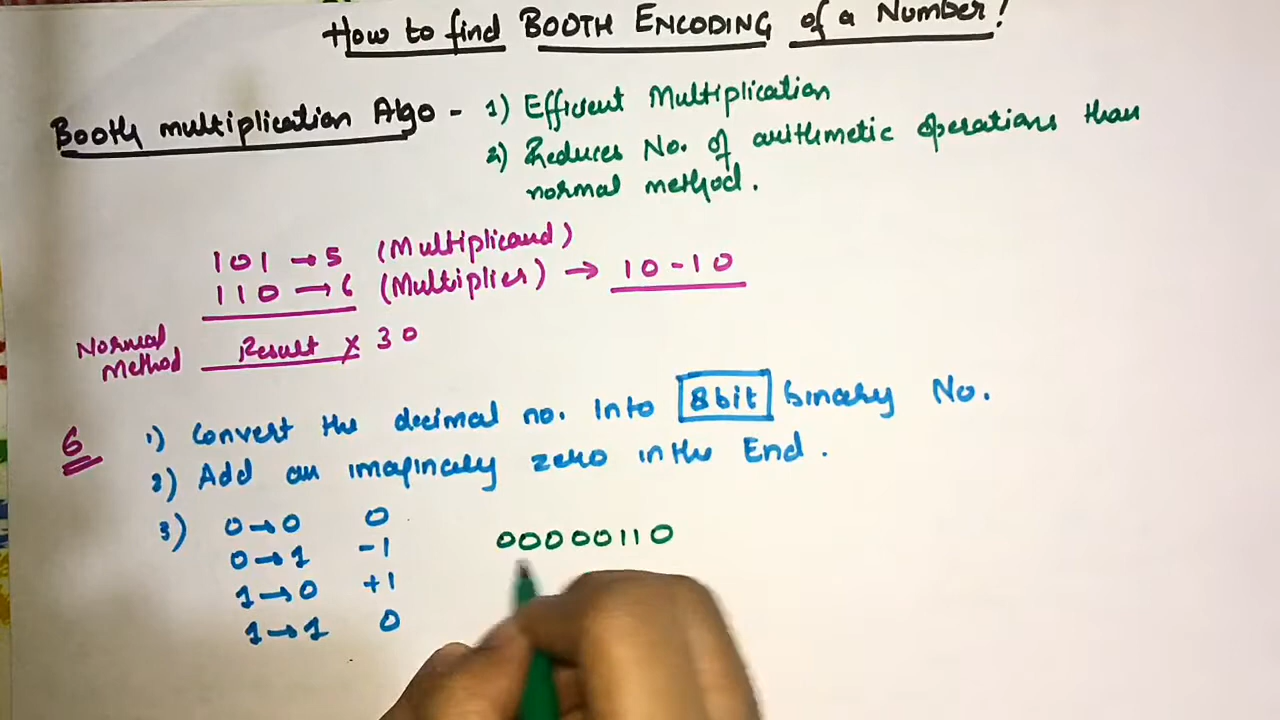 How to find BOOTH ENCODING of a Number!
Booth multiplication Algo - 1) Efficient Multiplication
2) Reduces No. of arithmetic operations than
normal method.
101 → 5 (Multiplicand)
110 → 6 (Multiplier) → 10-10
Normal
Method
Result x 30
6
1) Convert the decimal no. Into 8bit binary No.
2) Add an imaginary zero in the End.
3) 0→0 0
0→1 -1
1→0 +1
1→1 0
00000110